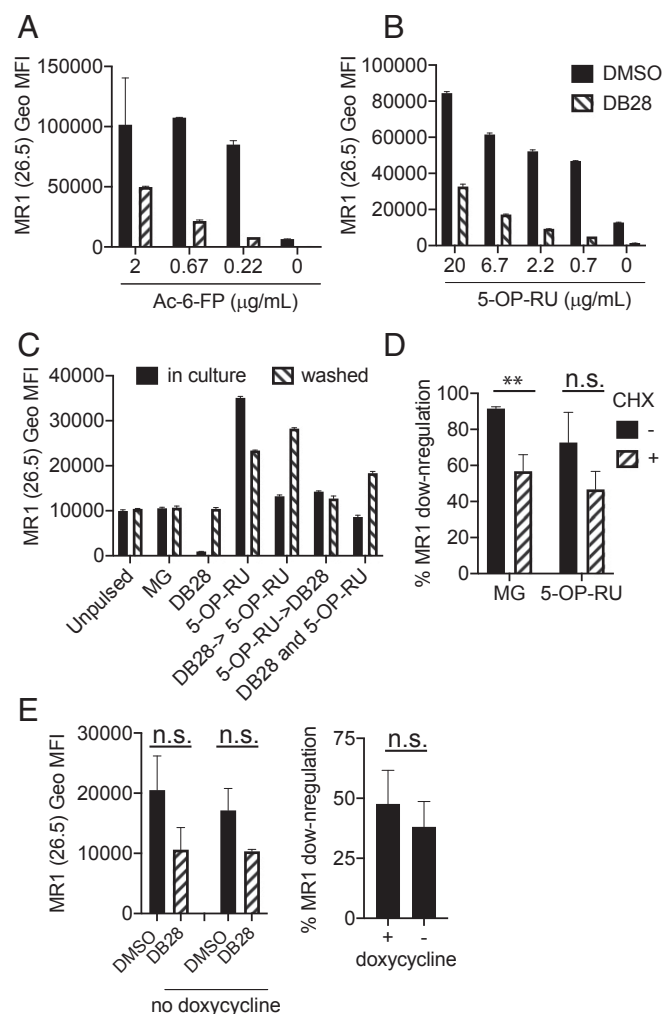 A
MR1 (26.5) Geo MFI
150000
100000
50000
0
2 0.67 0.22 0
Ac-6-FP (μg/mL)
B
MR1 (26.5) Geo MFI
100000
80000
60000
40000
20000
0
20 6.7 2.2 0.7 0
5-OP-RU (μg/mL)
DMSO
DB28
C
in culture washed
MR1 (26.5) Geo MFI
40000
30000
20000
10000
0
Unpulsed
MG
DB28
5-OP-RU
DB28-> 5-OP-RU
5-OP-RU->DB28
DB28 and 5-OP-RU
D
% MR1 dow-nregulation
100
80
60
40
20
0
** n.s.
CHX
-
+
MG 5-OP-RU
E
MR1 (26.5) Geo MFI
30000
20000
10000
0
n.s. n.s.
DMSO
DB28
DMSO
DB28
no doxycycline
% MR1 dow-nregulation
75
50
25
0
n.s.
+ -
doxycycline